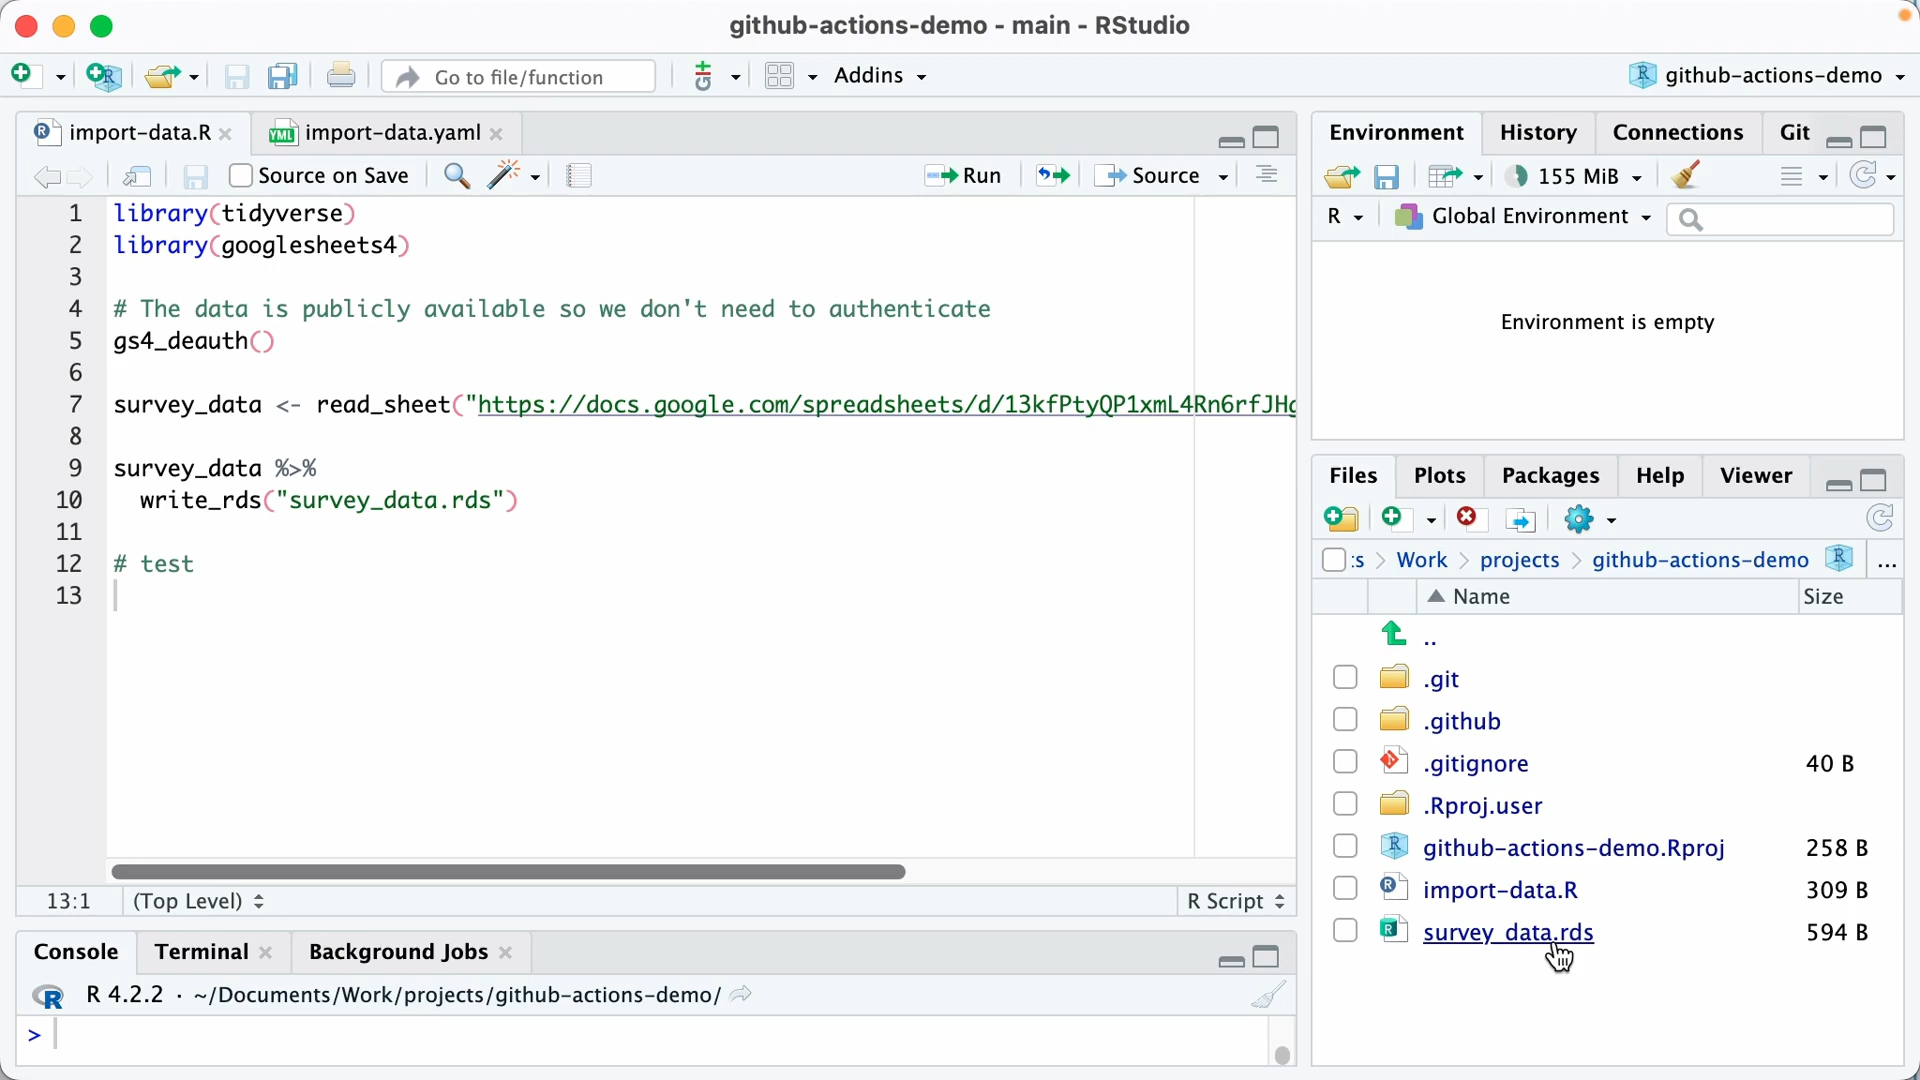 github-actions-demo - main - RStudio
Go to file/function
Addins
github-actions-demo
import-data.R
YML import-data.yaml
Source on Save
Run
Source
1 library(tidyverse)
2 library(googlesheets4)
3
4 # The data is publicly available so we don't need to authenticate
5 gs4_deauth()
6
7 survey_data <- read_sheet("https://docs.google.com/spreadsheets/d/13kfPtyQP1xmL4Rn6rfJHg
8
9 survey_data %>%
10 write_rds("survey_data.rds")
11
12 # test
13
13:1 (Top Level) R Script
Console Terminal Background Jobs
R 4.2.2 · ~/Documents/Work/projects/github-actions-demo/
>
Environment History Connections Git
155 MiB
R Global Environment
Environment is empty
Files Plots Packages Help Viewer
:s Work projects github-actions-demo ...
Name Size
..
.git
.github
.gitignore 40 B
.Rproj.user
github-actions-demo.Rproj 258 B
import-data.R 309 B
survey_data.rds 594 B